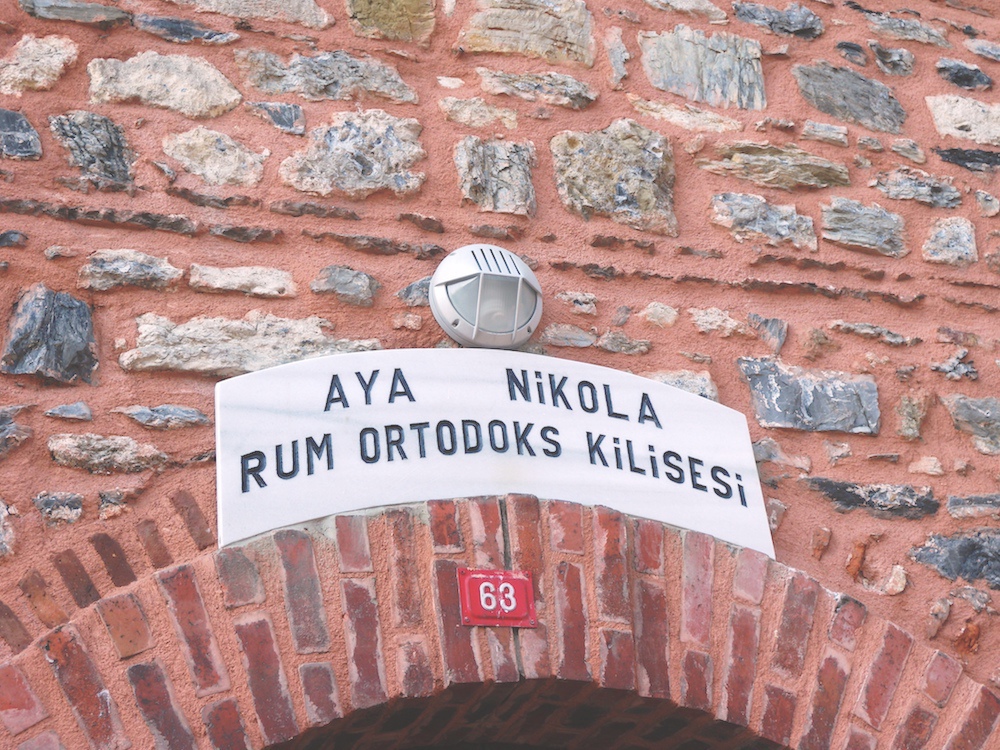 AYA NiKOLA
RUM ORTODOKS KiLiSESi
63